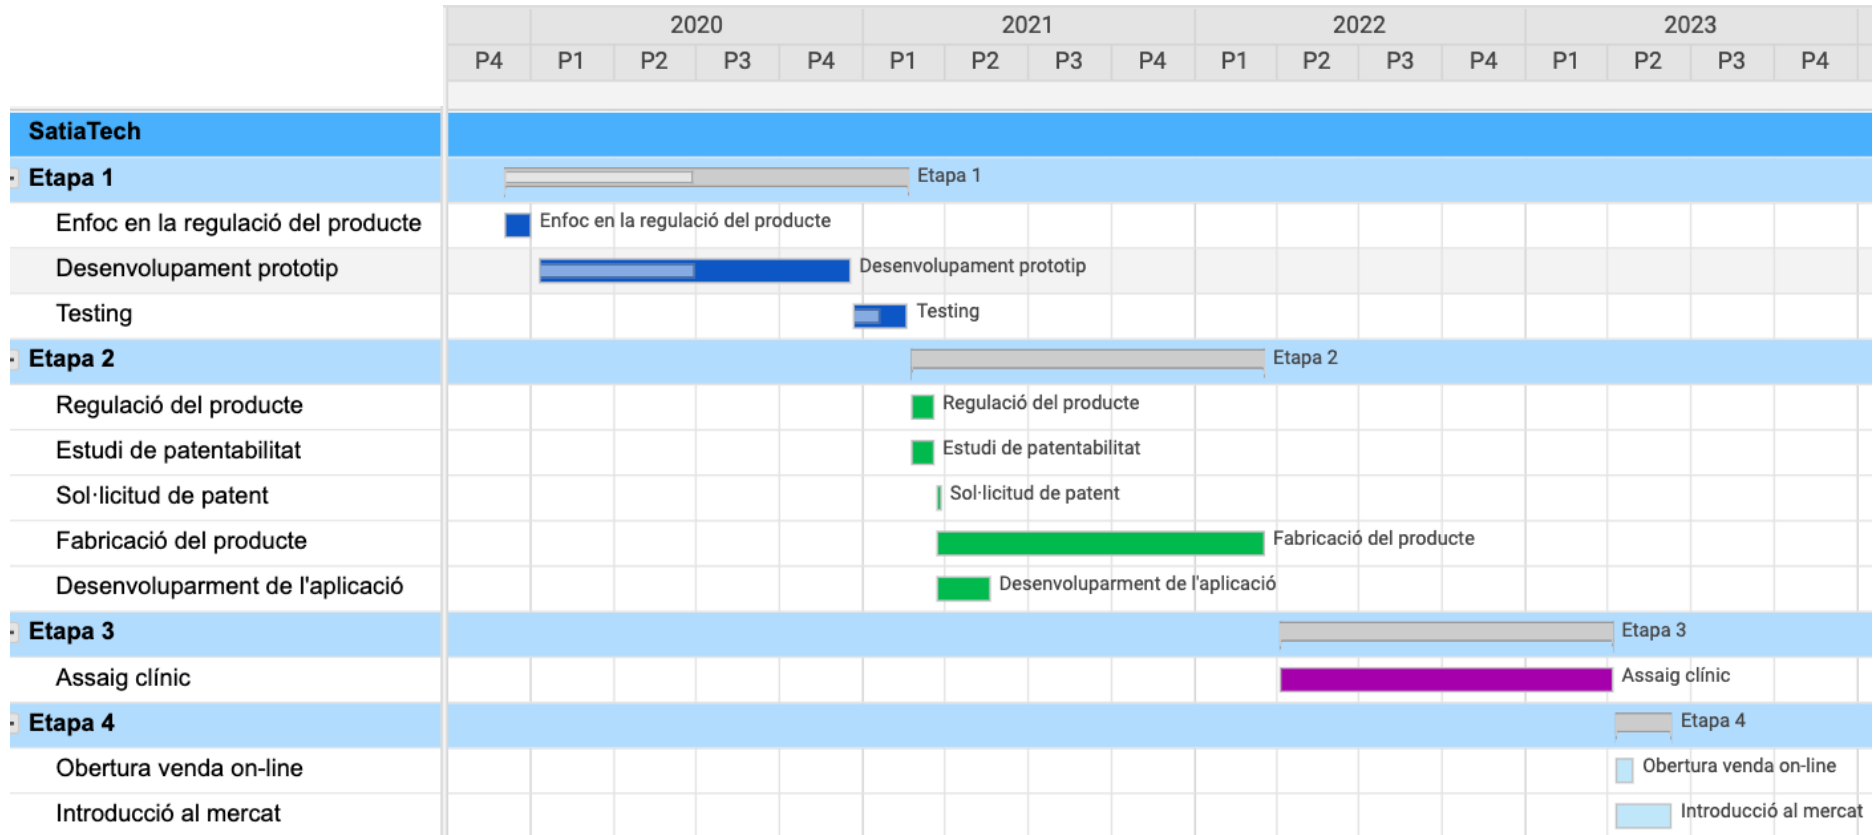 2020 2021 2022 2023
P4 P1 P2 P3 P4 P1 P2 P3 P4 P1 P2 P3 P4 P1 P2 P3 P4
SatiaTech
Etapa 1 Etapa 1
Enfoc en la regulació del producte Enfoc en la regulació del producte
Desenvolupament prototip Desenvolupament prototip
Testing Testing
Etapa 2 Etapa 2
Regulació del producte Regulació del producte
Estudi de patentabilitat Estudi de patentabilitat
Sol·licitud de patent Sol·licitud de patent
Fabricació del producte Fabricació del producte
Desenvoluparment de l'aplicació Desenvoluparment de l'aplicació
Etapa 3 Etapa 3
Assaig clínic Assaig clínic
Etapa 4 Etapa 4
Obertura venda on-line Obertura venda on-line
Introducció al mercat Introducció al mercat